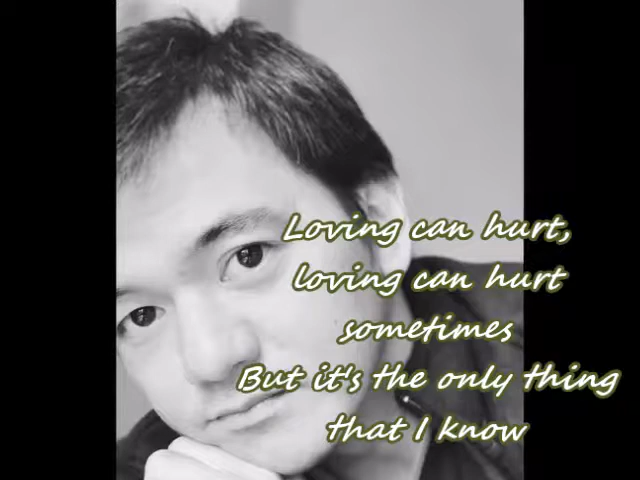 Loving can hurt,
loving can hurt
sometimes
But it's the only thing
that I know